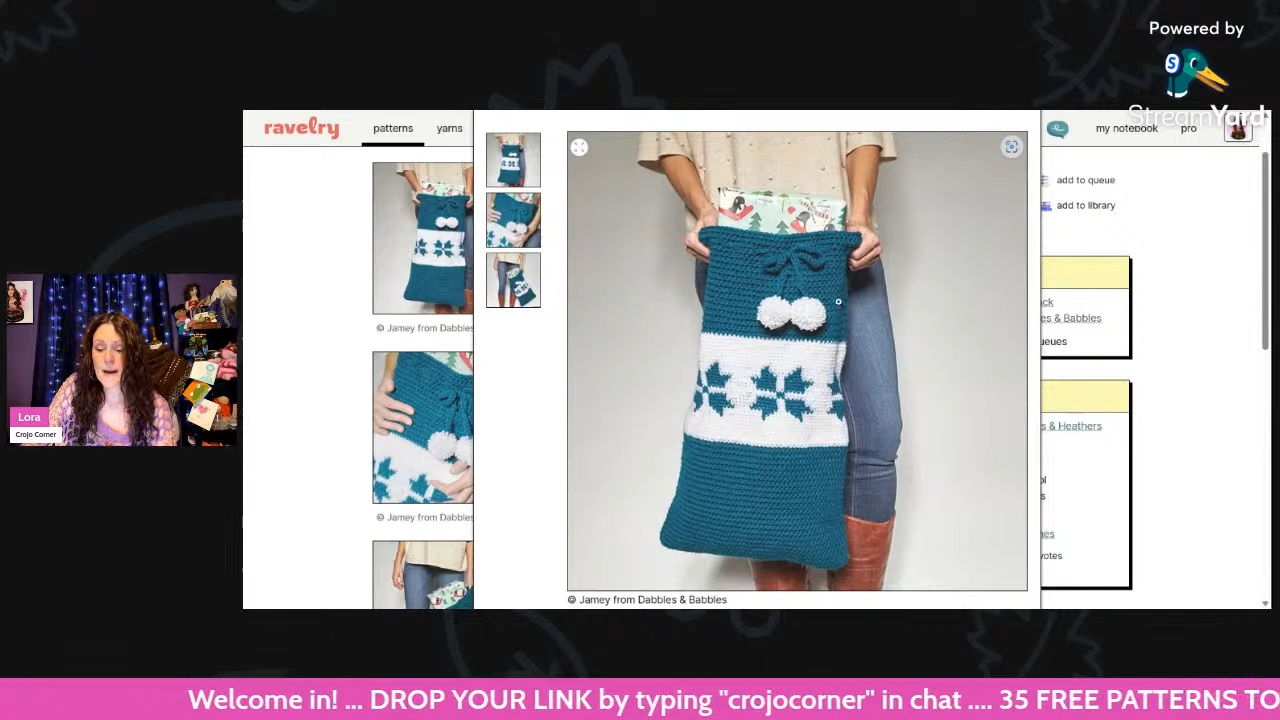 Powered by
S
StreamYard
ravelry
patterns
yarns
my notebook
pro
add to queue
add to library
© Jamey from Dabbles
ck
es & Babbles
ueues
s & Heathers
© Jamey from Dabbles
Lora
Crojo Corner
votes
© Jamey from Dabbles & Babbles
Welcome in! ... DROP YOUR LINK by typing "crojocorner" in chat .... 35 FREE PATTERNS TO